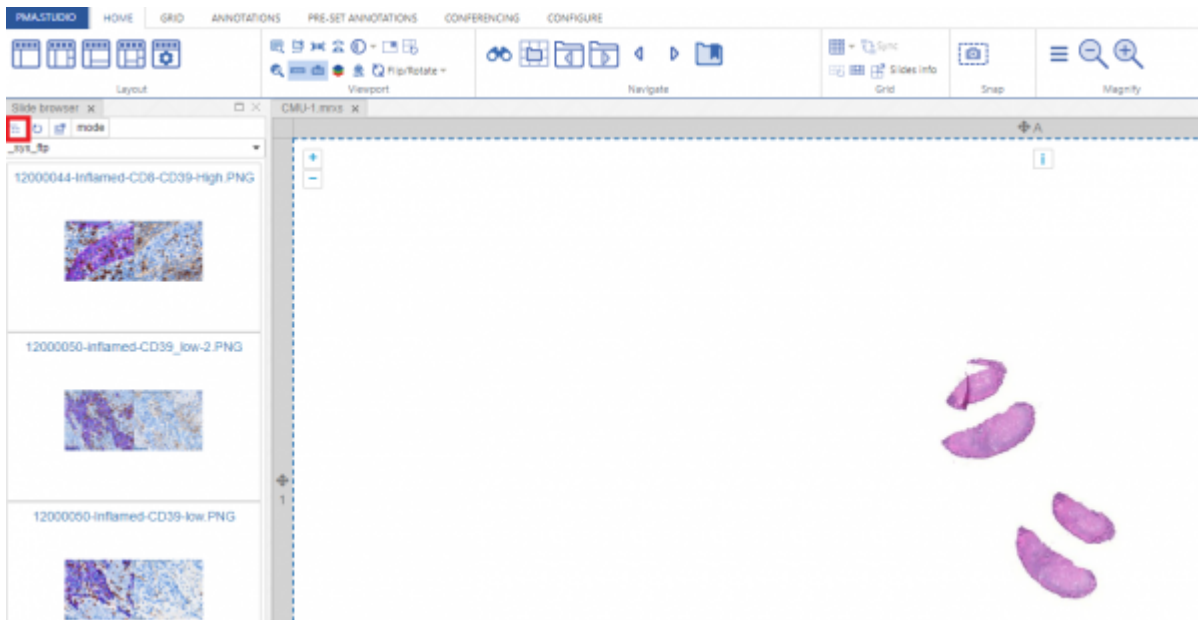 PMA.STUDIO HOME GRID ANNOTATIONS PRE-SET ANNOTATIONS CONFERENCING CONFIGURE
Flip/Rotate
Sync
Slides info
Layout Viewport Navigate Grid Snap Magnify
Slide browser x CMU-1.mrxs x
mode
A
_sys_ftp
+
i
12000044-Inflamed-CD8-CD39-High.PNG
−
12000050-inflamed-CD39_low-2.PNG
1
12000050-Inflamed-CD39-low.PNG